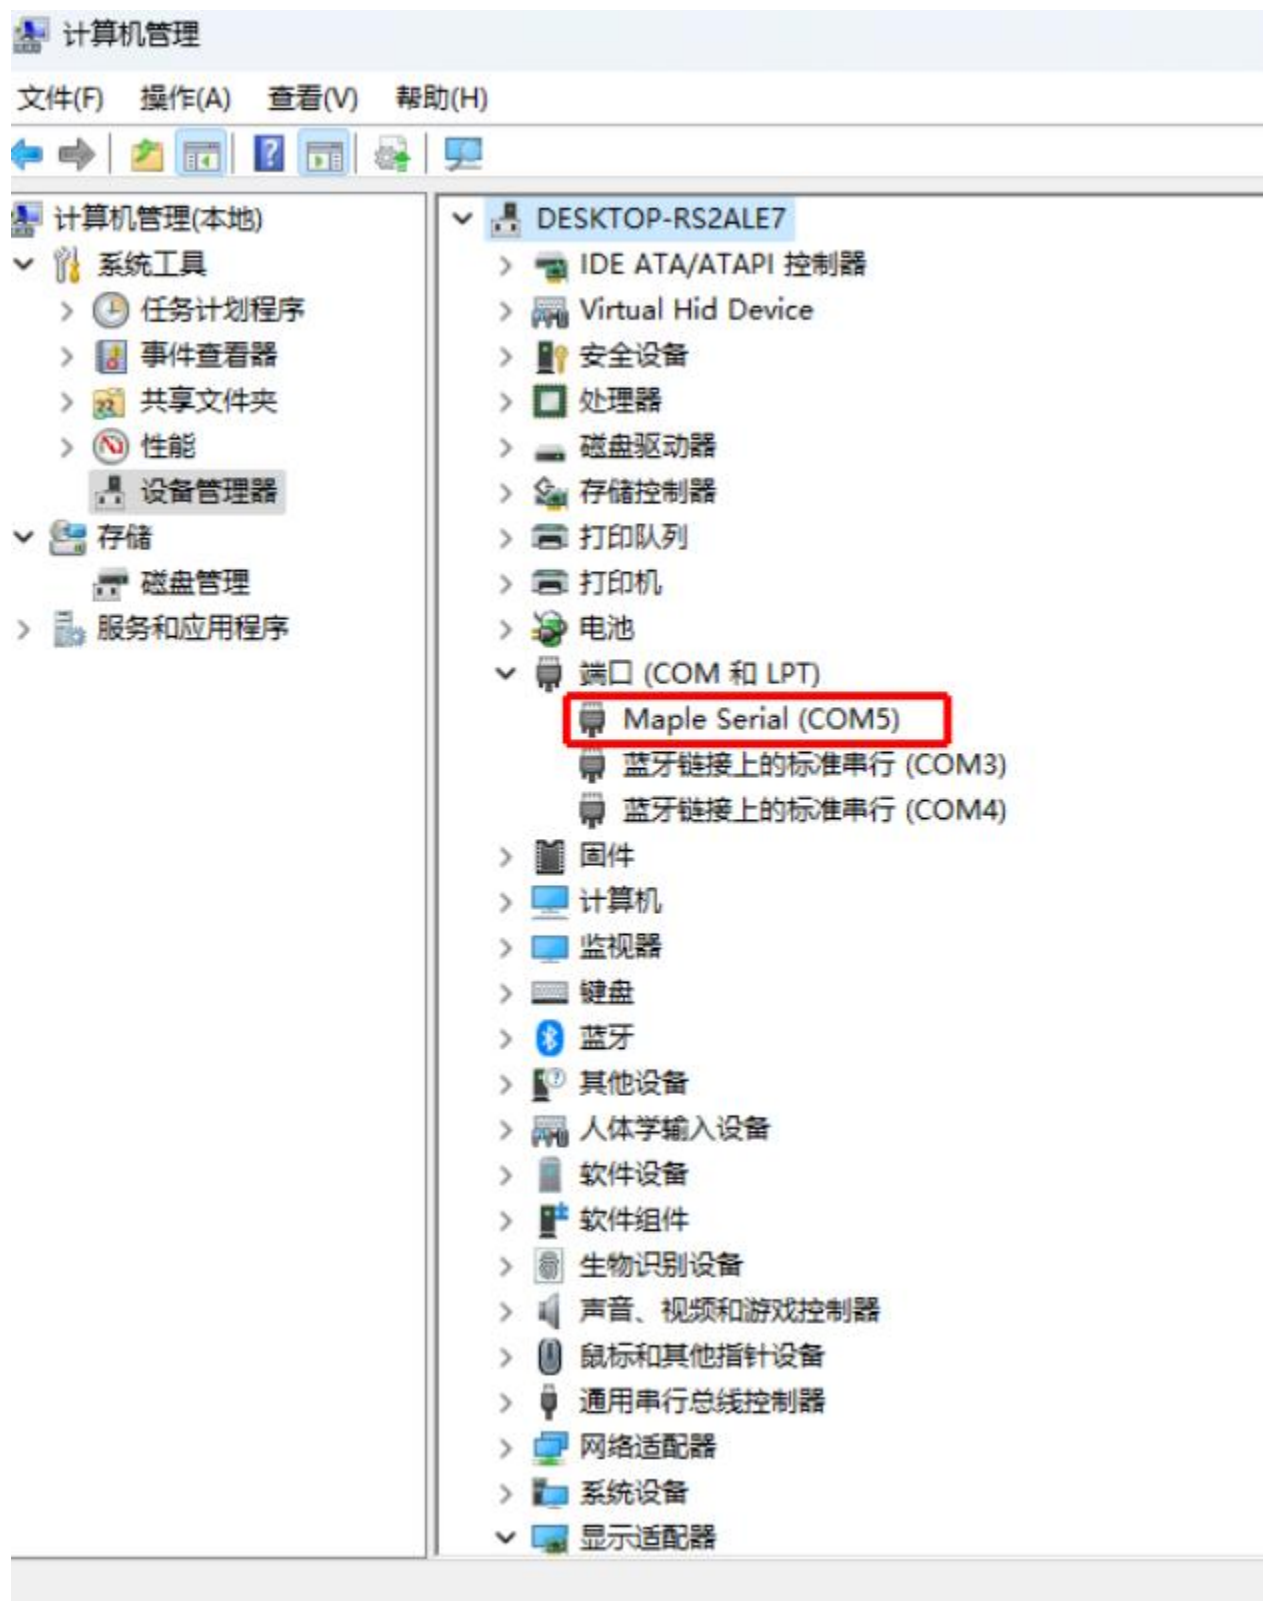 计算机管理
文件(F) 操作(A) 查看(V) 帮助(H)
计算机管理(本地)
系统工具
任务计划程序
事件查看器
共享文件夹
性能
设备管理器
存储
磁盘管理
服务和应用程序
DESKTOP-RS2ALE7
IDE ATA/ATAPI 控制器
Virtual Hid Device
安全设备
处理器
磁盘驱动器
存储控制器
打印队列
打印机
电池
端口 (COM 和 LPT)
Maple Serial (COM5)
蓝牙链接上的标准串行 (COM3)
蓝牙链接上的标准串行 (COM4)
固件
计算机
监视器
键盘
蓝牙
其他设备
人体学输入设备
软件设备
软件组件
生物识别设备
声音、视频和游戏控制器
鼠标和其他指针设备
通用串行总线控制器
网络适配器
系统设备
显示适配器